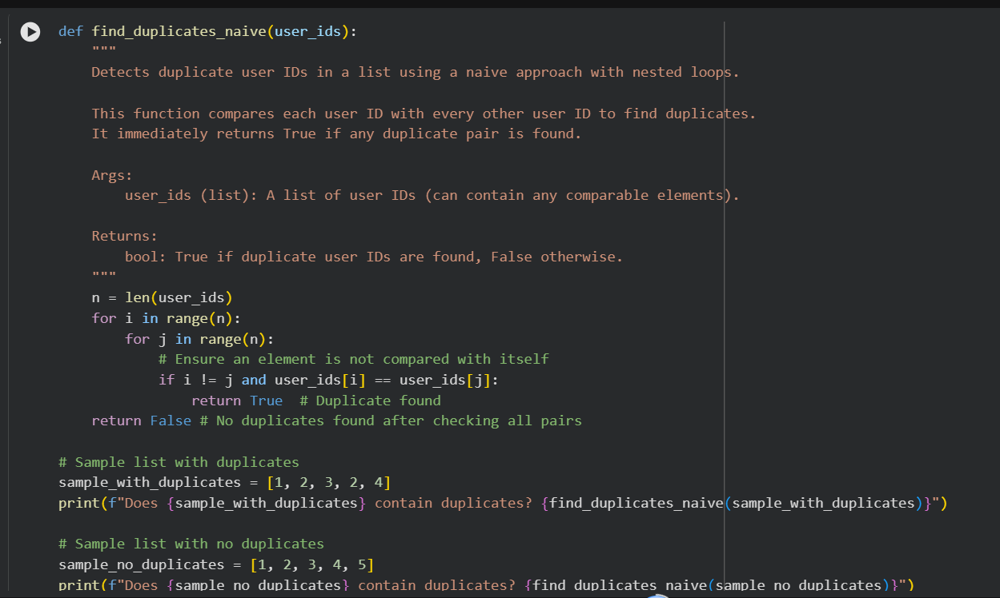 def find_duplicates_naive(user_ids):
    """
    Detects duplicate user IDs in a list using a naive approach with nested loops.

    This function compares each user ID with every other user ID to find duplicates.
    It immediately returns True if any duplicate pair is found.

    Args:
        user_ids (list): A list of user IDs (can contain any comparable elements).

    Returns:
        bool: True if duplicate user IDs are found, False otherwise.
    """
    n = len(user_ids)
    for i in range(n):
        for j in range(n):
            # Ensure an element is not compared with itself
            if i != j and user_ids[i] == user_ids[j]:
                return True  # Duplicate found
    return False # No duplicates found after checking all pairs

# Sample list with duplicates
sample_with_duplicates = [1, 2, 3, 2, 4]
print(f"Does {sample_with_duplicates} contain duplicates? {find_duplicates_naive(sample_with_duplicates)}")

# Sample list with no duplicates
sample_no_duplicates = [1, 2, 3, 4, 5]
print(f"Does {sample_no_duplicates} contain duplicates? {find_duplicates_naive(sample_no_duplicates)}")